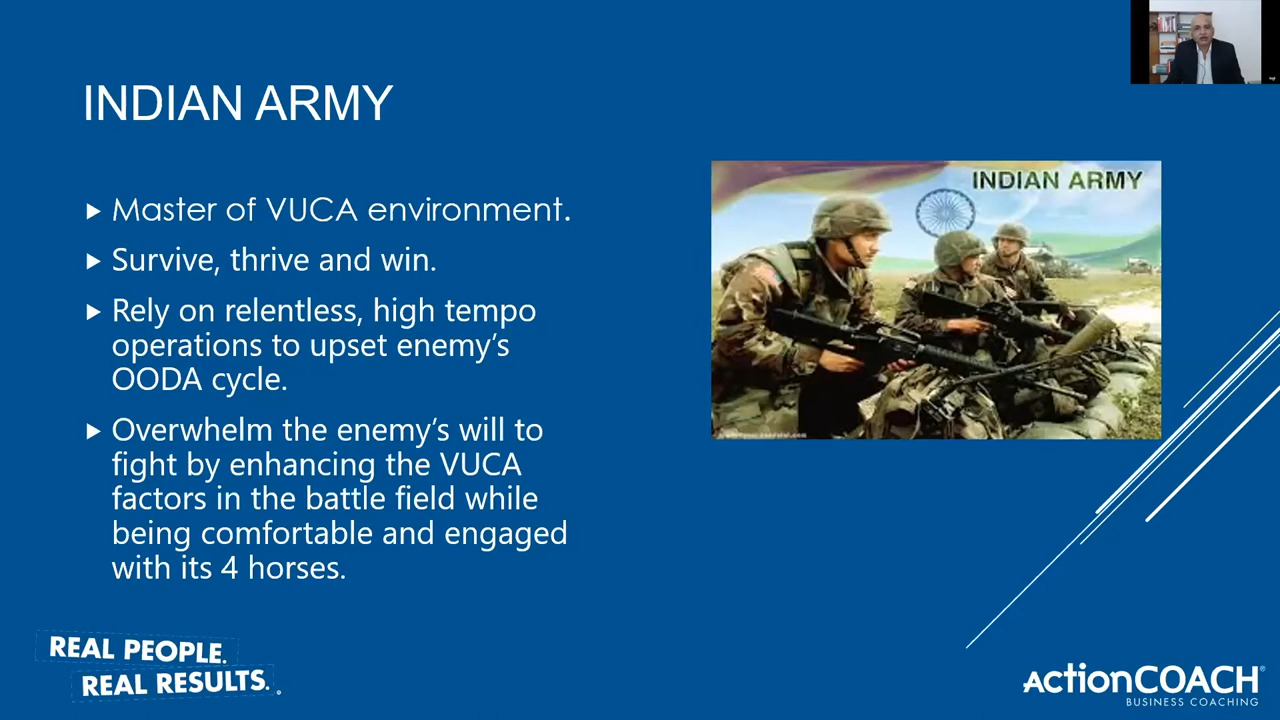 INDIAN ARMY
Master of VUCA environment.
Survive, thrive and win.
Rely on relentless, high tempo
operations to upset enemy's
OODA cycle.
Overwhelm the enemy's will to
fight by enhancing the VUCA
factors in the battle field while
being comfortable and engaged
with its 4 horses.
INDIAN ARMY
REAL PEOPLE.
REAL RESULTS.
ActionCOACH®
BUSINESS COACHING